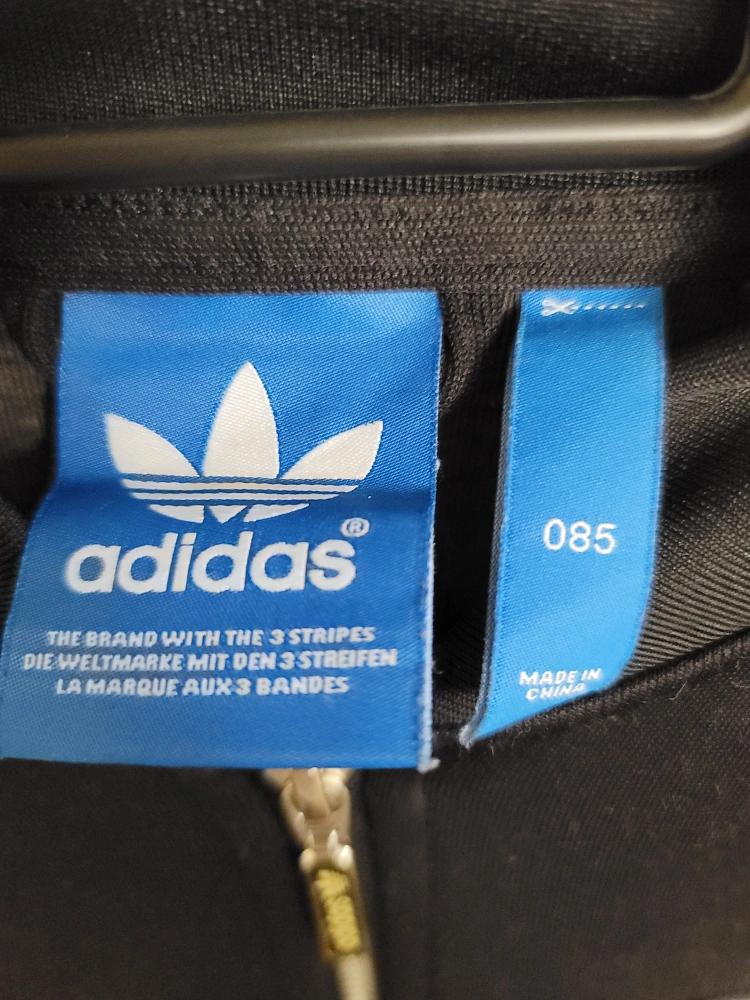 adidas®
THE BRAND WITH THE 3 STRIPES
DIE WELTMARKE MIT DEN 3 STREIFEN
LA MARQUE AUX 3 BANDES
085
MADE IN
CHINA